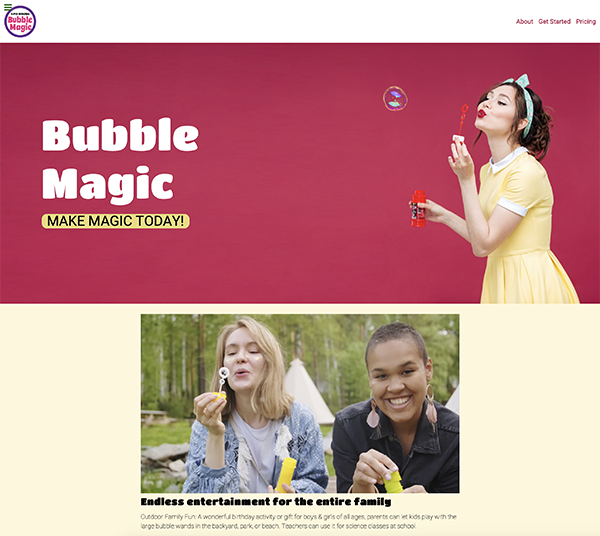 Bubble
Magic
About Get Started Pricing
Bubble
Magic
MAKE MAGIC TODAY!
Endless entertainment for the entire family
Outdoor Family Fun: A wonderful birthday activity or gift for boys & girls of all ages, parents can let kids play with the
large bubble wands in the backyard, park, or beach. Teachers can use it for science classes at school.